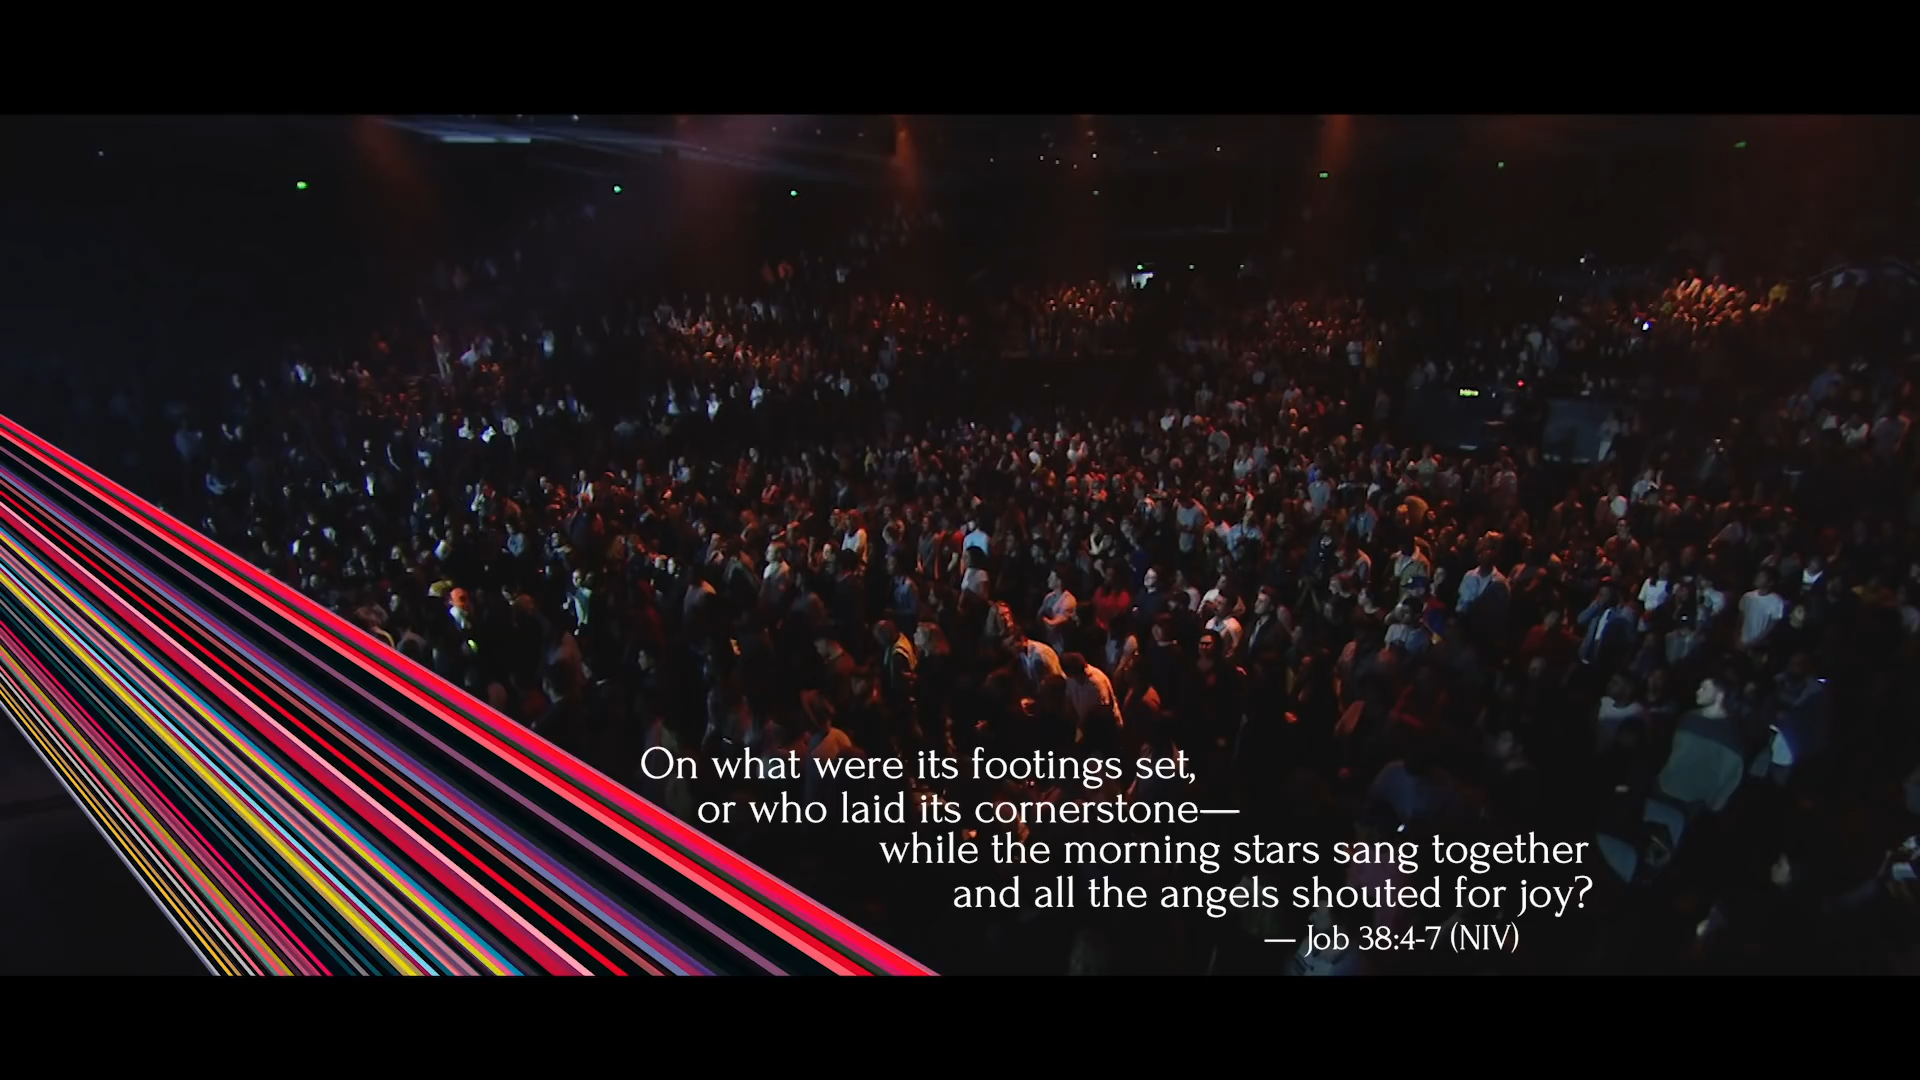 On what were its footings set,
or who laid its cornerstone—
while the morning stars sang together
and all the angels shouted for joy?
— Job 38:4-7 (NIV)